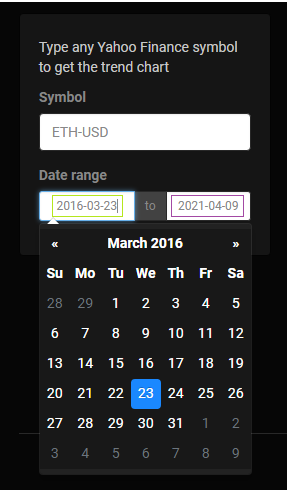 Type any Yahoo Finance symbol
to get the trend chart
Symbol
ETH-USD
Date range
2016-03-23 to 2021-04-09
« March 2016 »
Su Mo Tu We Th Fr Sa
28 29 1 2 3 4 5
6 7 8 9 10 11 12
13 14 15 16 17 18 19
20 21 22 23 24 25 26
27 28 29 30 31 1 2
3 4 5 6 7 8 9